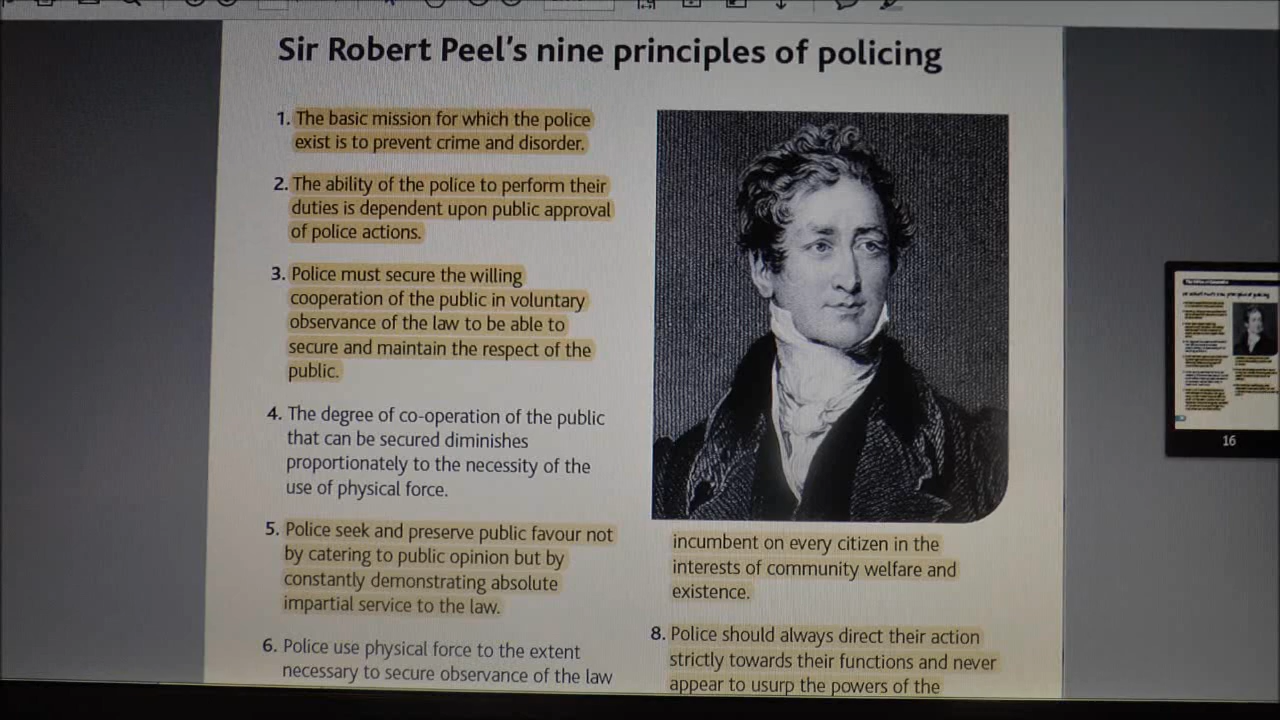 Sir Robert Peel's nine principles of policing
1. The basic mission for which the police
exist is to prevent crime and disorder.
2. The ability of the police to perform their
duties is dependent upon public approval
of police actions.
3. Police must secure the willing
cooperation of the public in voluntary
observance of the law to be able to
secure and maintain the respect of the
public.
4. The degree of co-operation of the public
that can be secured diminishes
proportionately to the necessity of the
use of physical force.
5. Police seek and preserve public favour not
by catering to public opinion but by
constantly demonstrating absolute
impartial service to the law.
6. Police use physical force to the extent
necessary to secure observance of the law
incumbent on every citizen in the
interests of community welfare and
existence.
8. Police should always direct their action
strictly towards their functions and never
appear to usurp the powers of the
16